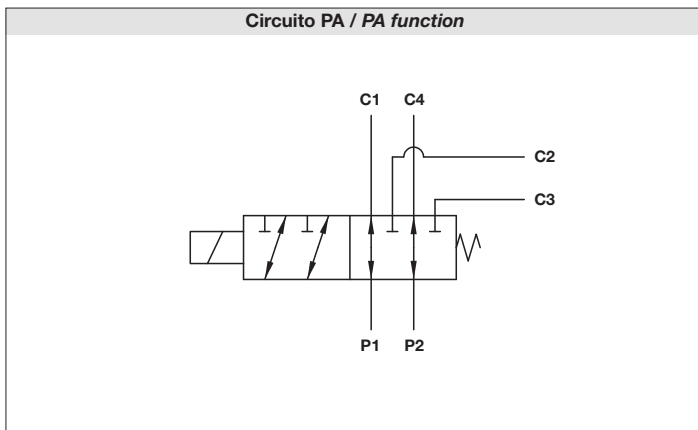 Circuito PA / PA function
C1 C4
C2
C3
P1 P2